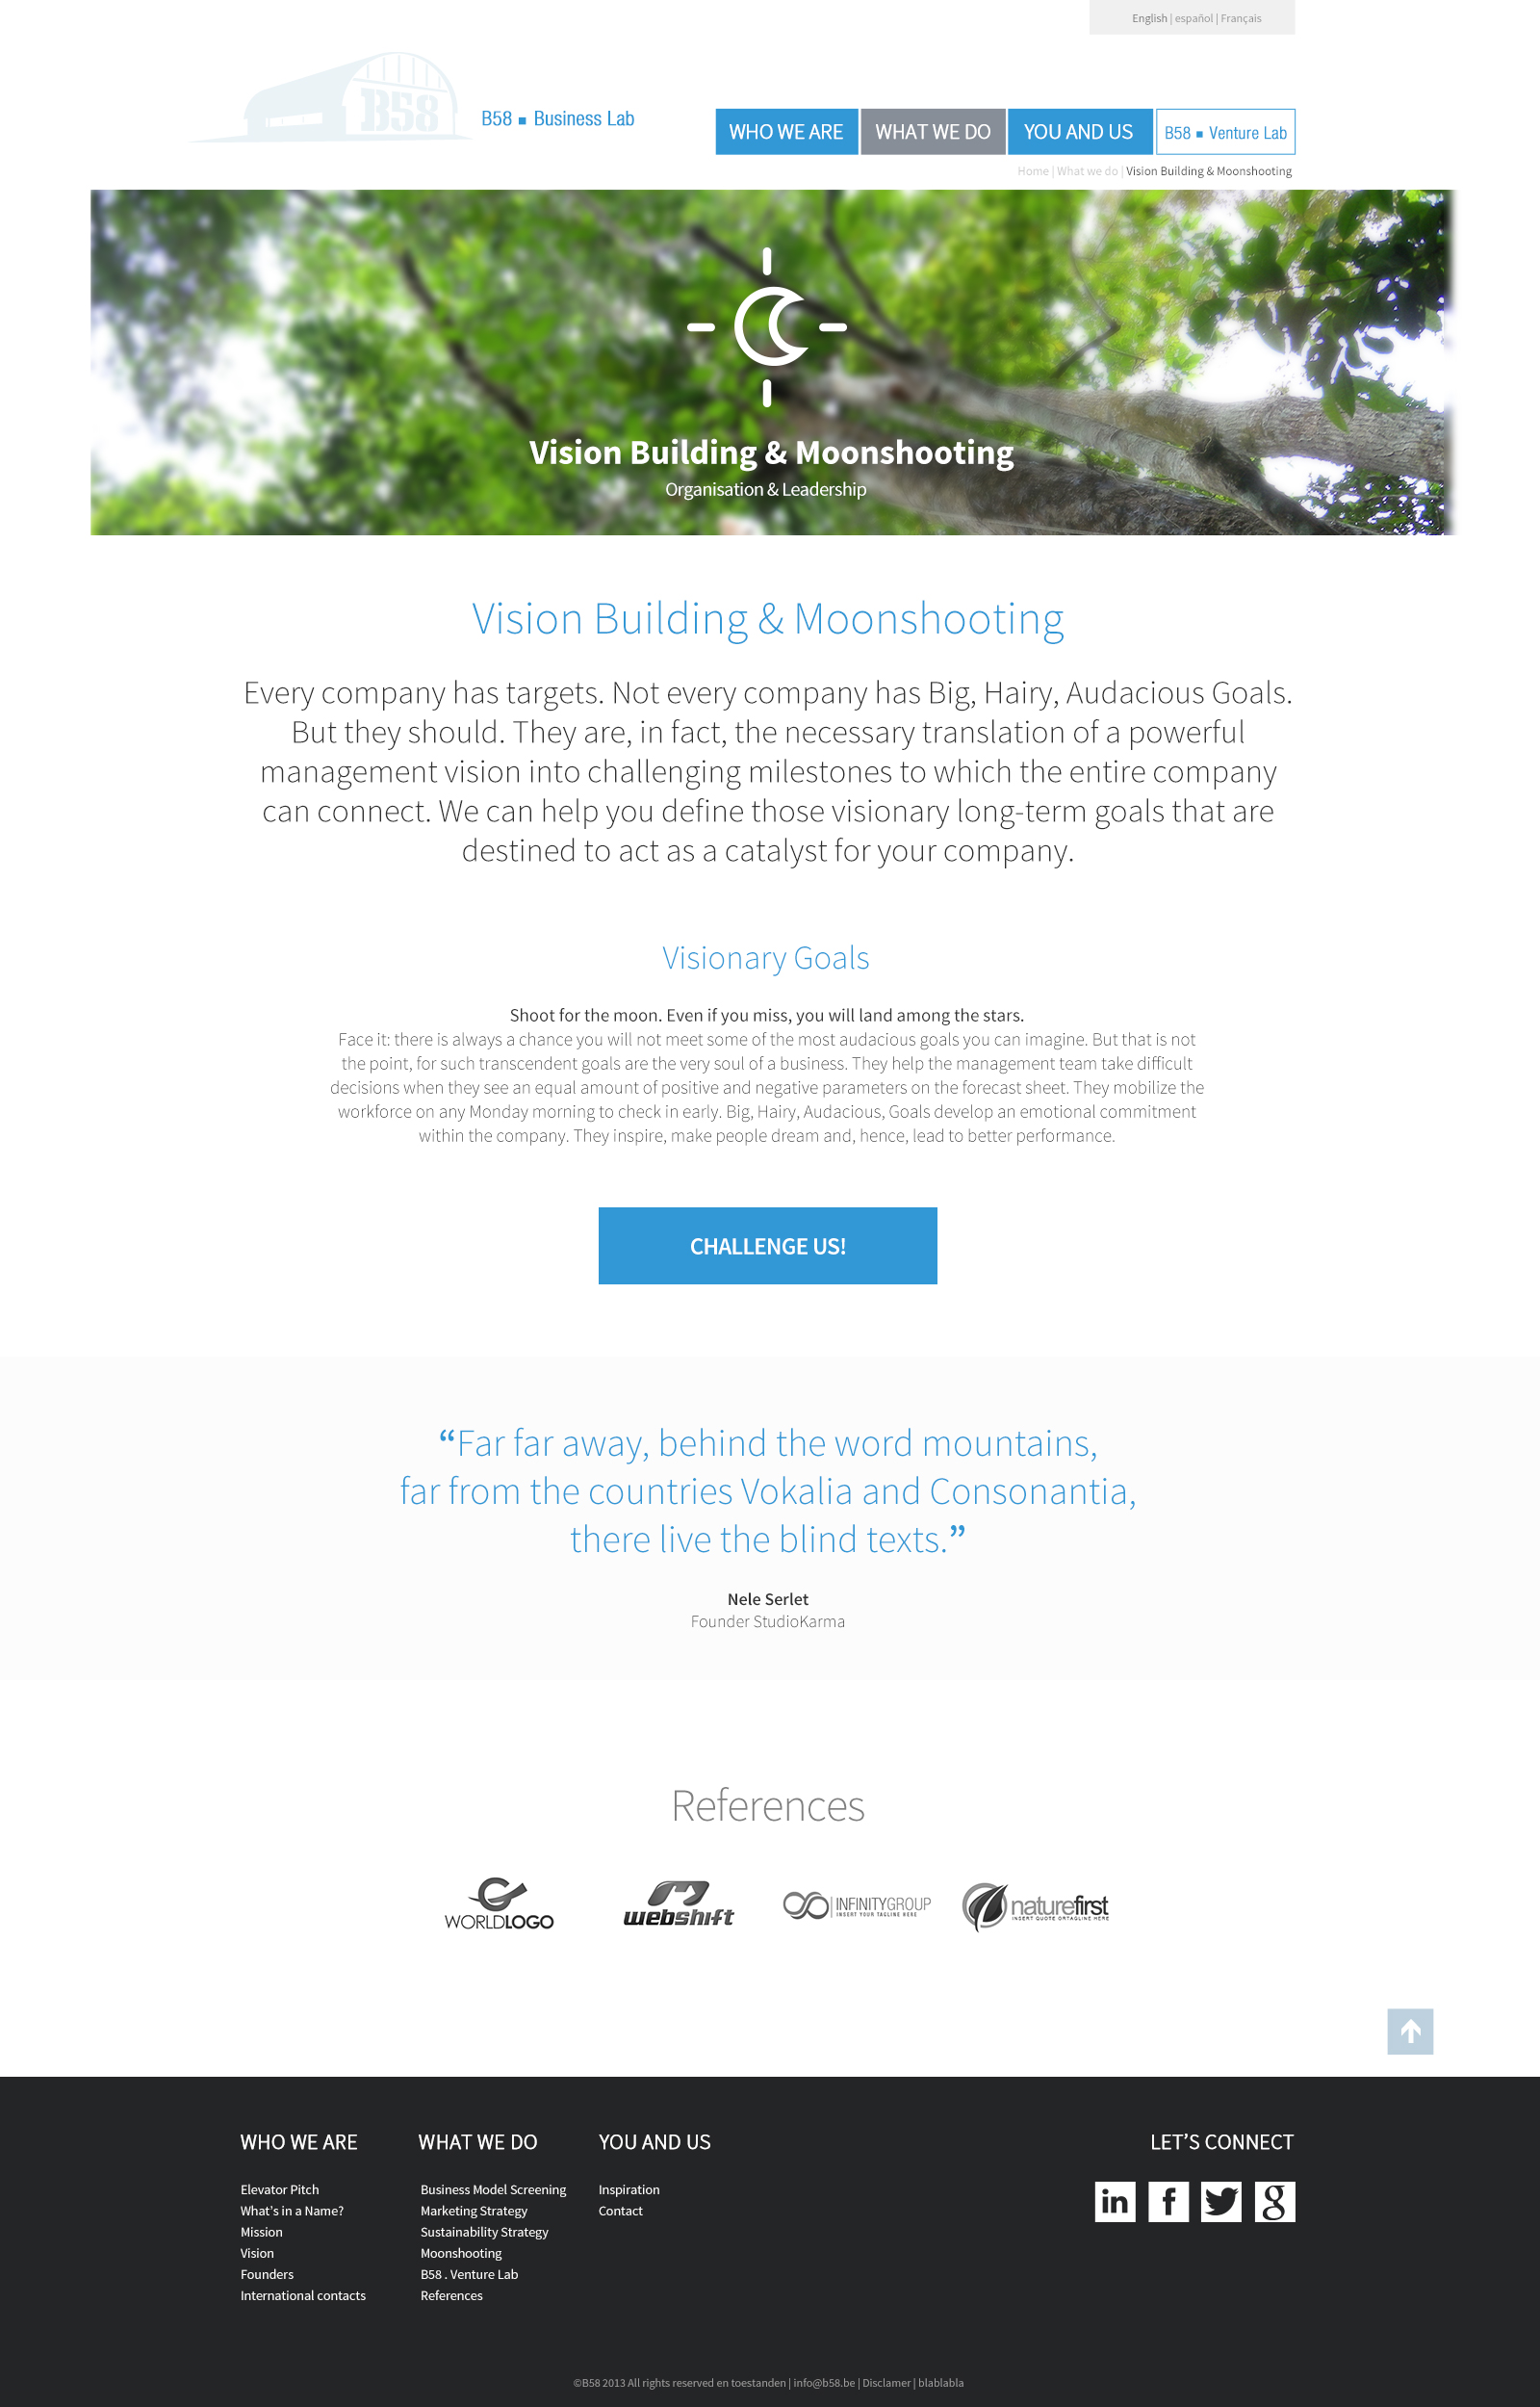 English | español | Français
B58
B58 ■ Business Lab
WHO WE ARE
WHAT WE DO
YOU AND US
B58 ■ Venture Lab
Home | What we do | Vision Building & Moonshooting
Vision Building & Moonshooting
Organisation & Leadership
Vision Building & Moonshooting
Every company has targets. Not every company has Big, Hairy, Audacious Goals.
But they should. They are, in fact, the necessary translation of a powerful
management vision into challenging milestones to which the entire company
can connect. We can help you define those visionary long-term goals that are
destined to act as a catalyst for your company.
Visionary Goals
Shoot for the moon. Even if you miss, you will land among the stars.
Face it: there is always a chance you will not meet some of the most audacious goals you can imagine. But that is not
the point, for such transcendent goals are the very soul of a business. They help the management team take difficult
decisions when they see an equal amount of positive and negative parameters on the forecast sheet. They mobilize the
workforce on any Monday morning to check in early. Big, Hairy, Audacious, Goals develop an emotional commitment
within the company. They inspire, make people dream and, hence, lead to better performance.
CHALLENGE US!
“Far far away, behind the word mountains,
far from the countries Vokalia and Consonantia,
there live the blind texts.”
Nele Serlet
Founder StudioKarma
References
WORLDLOGO
webshift
INFINITYGROUP
INSERT YOUR TAGLINE HERE
naturefirst
INSERT QUOTE ORTAGLINE HERE
WHO WE ARE
Elevator Pitch
What's in a Name?
Mission
Vision
Founders
International contacts
WHAT WE DO
Business Model Screening
Marketing Strategy
Sustainability Strategy
Moonshooting
B58 . Venture Lab
References
YOU AND US
Inspiration
Contact
LET'S CONNECT
in
f
g
©B58 2013 All rights reserved en toestanden | info@b58.be | Disclamer | blablabla